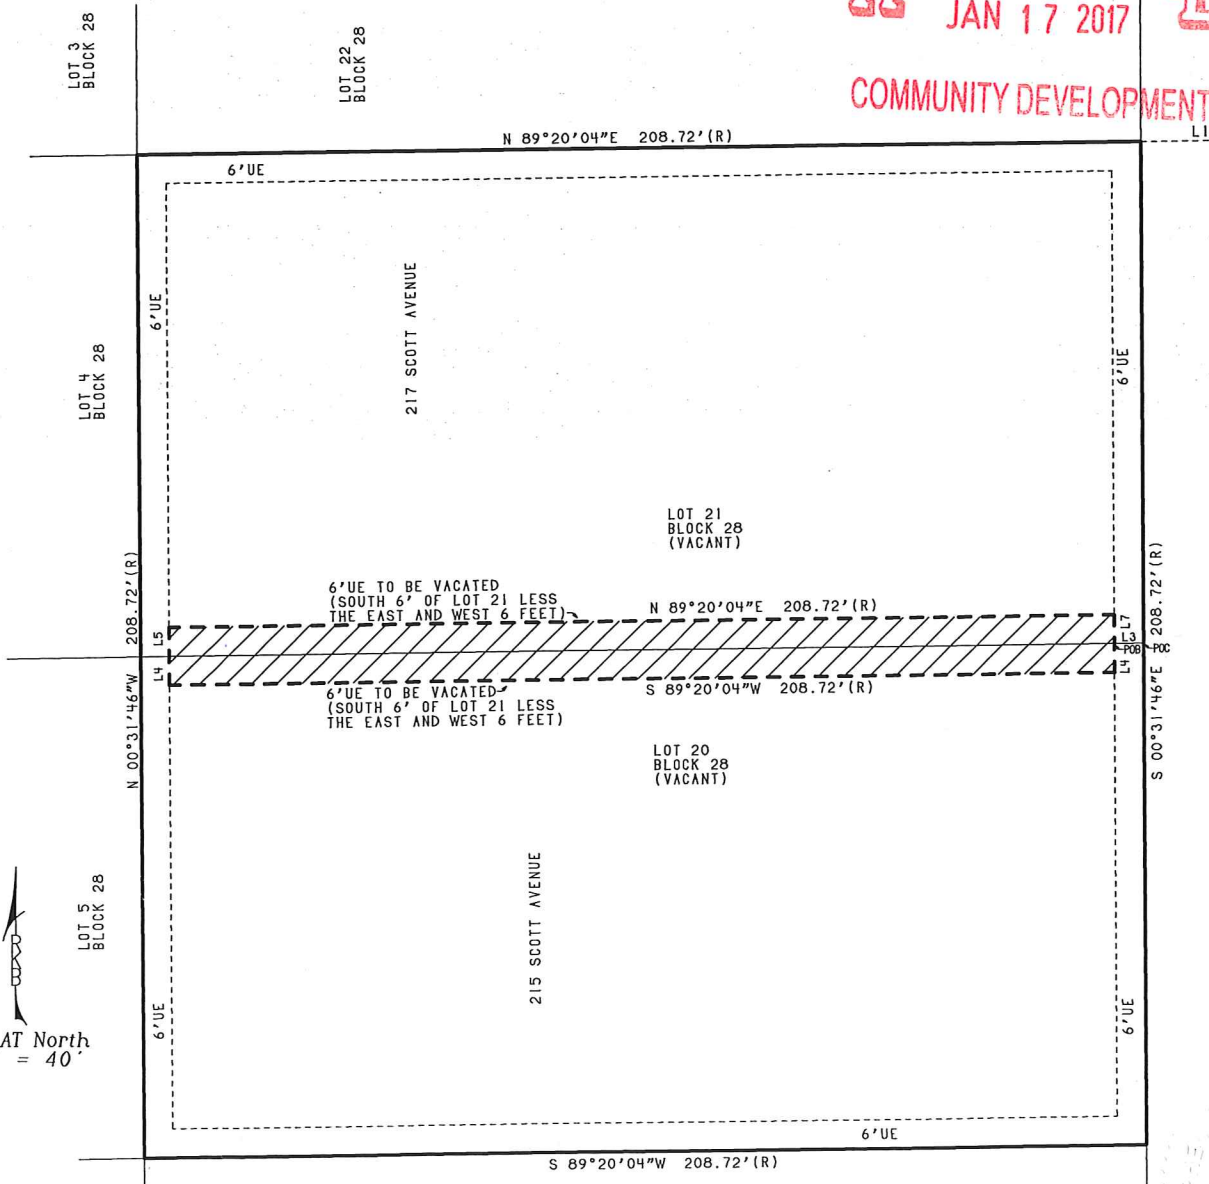 JAN 17 2017
COMMUNITY DEVELOPMENT
LOT 3
BLOCK 28
LOT 22
BLOCK 28
L1
N 89°20'04"E 208.72'(R)
6'UE
6'UE
217 SCOTT AVENUE
6'UE
LOT 4
BLOCK 28
LOT 21
BLOCK 28
(VACANT)
N 00°31'46"W 208.72'(R)
S 00°31'46"E 208.72'(R)
6'UE TO BE VACATED
(SOUTH 6' OF LOT 21 LESS
THE EAST AND WEST 6 FEET)
N 89°20'04"E 208.72'(R)
L5
L7
L3
POB
POC
L4
L4
6'UE TO BE VACATED
(SOUTH 6' OF LOT 21 LESS
THE EAST AND WEST 6 FEET)
S 89°20'04"W 208.72'(R)
LOT 20
BLOCK 28
(VACANT)
215 SCOTT AVENUE
LOT 5
BLOCK 28
RKB
AT North
= 40'
6'UE
6'UE
6'UE
S 89°20'04"W 208.72'(R)